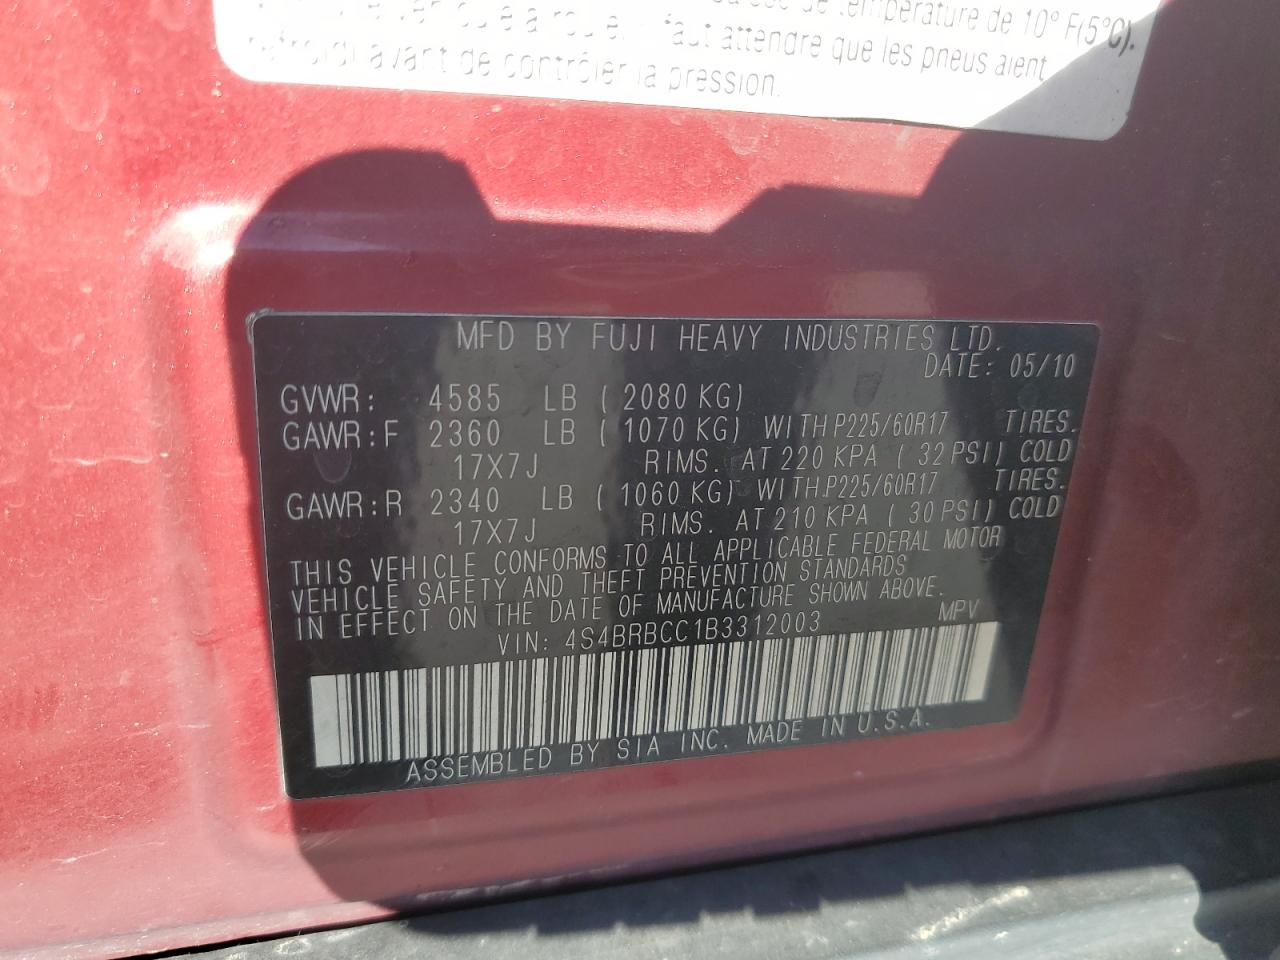 température de 10° F(5°C).
faut attendre que les pneus aient
avant de contrôler la pression.
MFD BY FUJI HEAVY INDUSTRIES LTD.
DATE: 05/10
GVWR: 4585 LB ( 2080 KG)
GAWR:F 2360 LB ( 1070 KG) WITH P225/60R17 TIRES.
17X7J RIMS. AT 220 KPA ( 32 PSI) COLD
GAWR:R 2340 LB ( 1060 KG) WITH P225/60R17 TIRES.
17X7J RIMS. AT 210 KPA ( 30 PSI) COLD
THIS VEHICLE CONFORMS TO ALL APPLICABLE FEDERAL MOTOR
VEHICLE SAFETY AND THEFT PREVENTION STANDARDS
IN EFFECT ON THE DATE OF MANUFACTURE SHOWN ABOVE.
VIN: 4S4BRBCC1B3312003 MPV
ASSEMBLED BY SIA INC. MADE IN U.S.A.